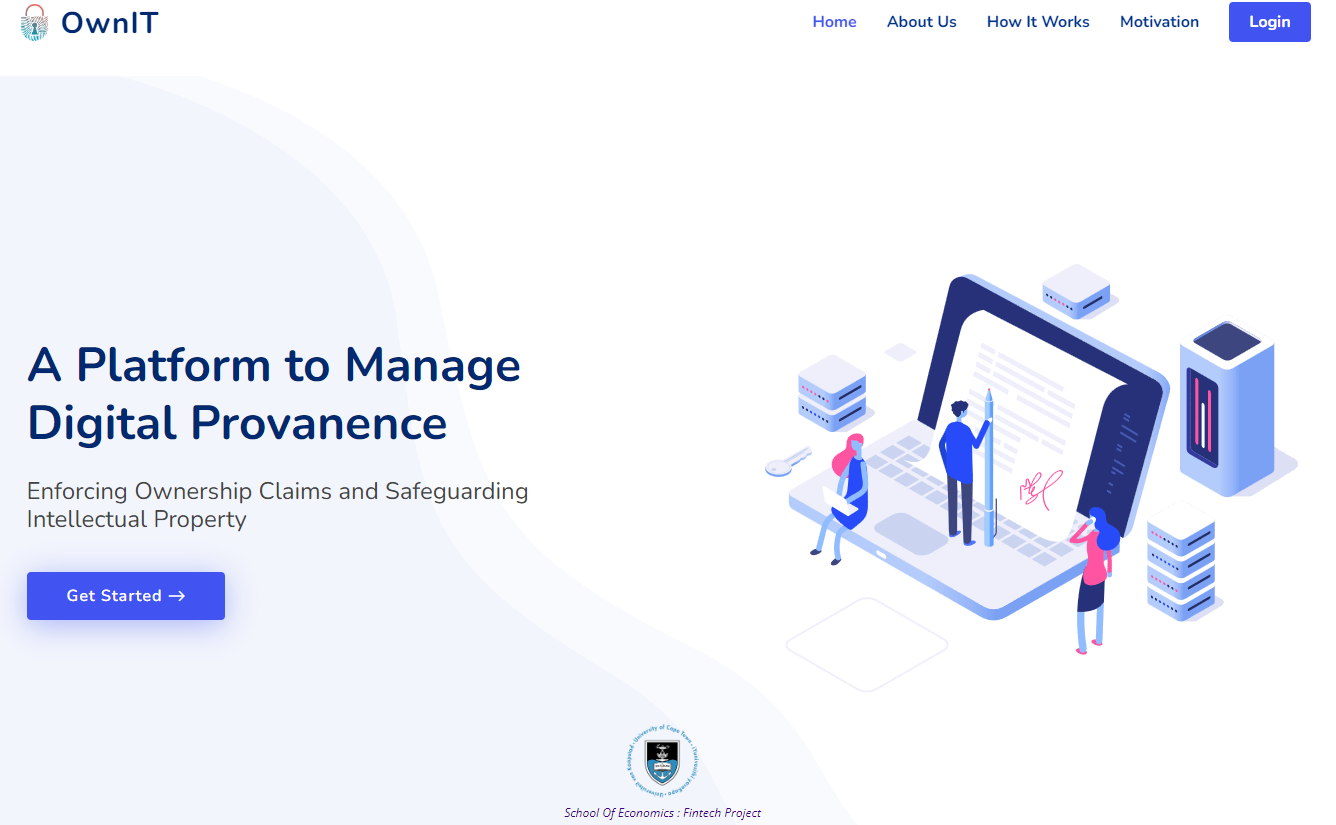 OwnIT
Home
About Us
How It Works
Motivation
Login
A Platform to Manage
Digital Provanence
Enforcing Ownership Claims and Safeguarding
Intellectual Property
Get Started →
University of Cape Town
School Of Economics : Fintech Project